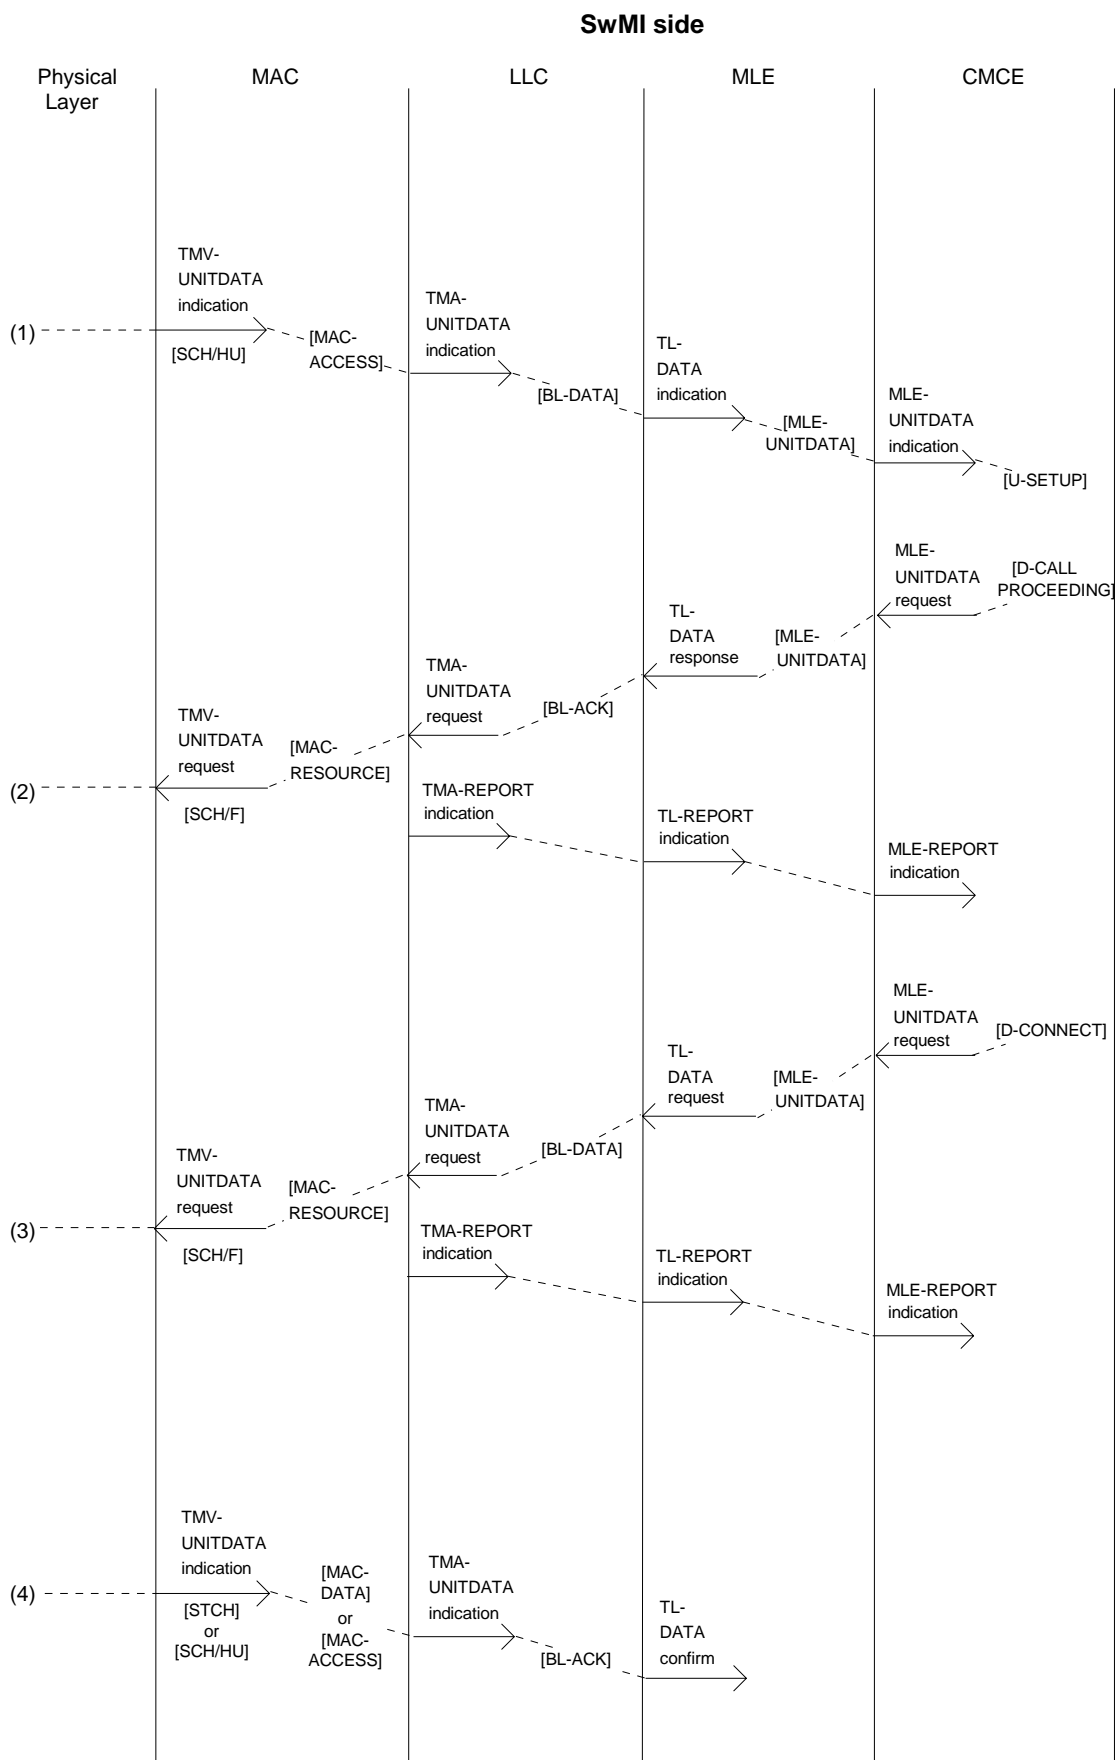 SwMI side
Physical
Layer
MAC
LLC
MLE
CMCE
(1)
TMV-
UNITDATA
indication
[SCH/HU]
[MAC-
ACCESS]
TMA-
UNITDATA
indication
[BL-DATA]
TL-
DATA
indication
[MLE-
UNITDATA]
MLE-
UNITDATA
indication
[U-SETUP]
MLE-
UNITDATA
request
[D-CALL
PROCEEDING]
TL-
DATA
response
[MLE-
UNITDATA]
TMA-
UNITDATA
request
[BL-ACK]
TMV-
UNITDATA
request
[MAC-
RESOURCE]
(2)
[SCH/F]
TMA-REPORT
indication
TL-REPORT
indication
MLE-REPORT
indication
MLE-
UNITDATA
request
[D-CONNECT]
TL-
DATA
request
[MLE-
UNITDATA]
TMA-
UNITDATA
request
[BL-DATA]
TMV-
UNITDATA
request
[MAC-
RESOURCE]
(3)
[SCH/F]
TMA-REPORT
indication
TL-REPORT
indication
MLE-REPORT
indication
(4)
TMV-
UNITDATA
indication
[STCH]
or
[SCH/HU]
[MAC-
DATA]
or
[MAC-
ACCESS]
TMA-
UNITDATA
indication
[BL-ACK]
TL-
DATA
confirm